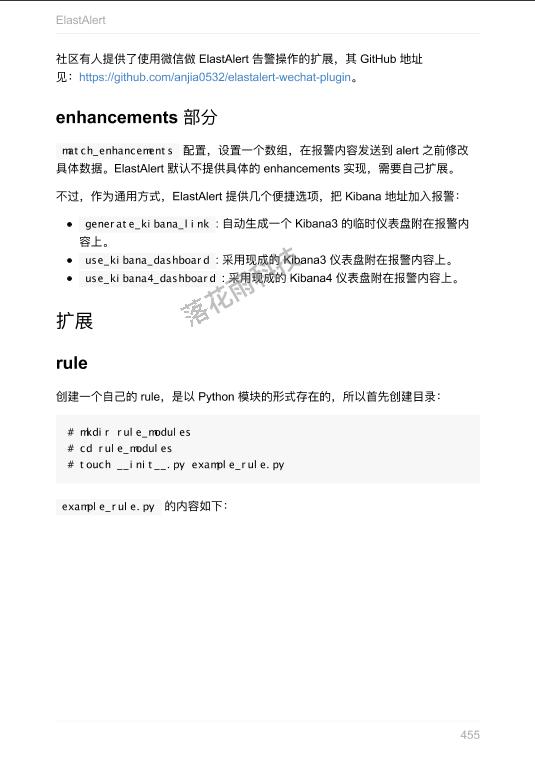 ElastAlert
社区有人提供了使用微信做 ElastAlert 告警操作的扩展，其 GitHub 地址
见：https://github.com/anjia0532/elastalert-wechat-plugin。
enhancements 部分
match_enhancements 配置，设置一个数组，在报警内容发送到 alert 之前修改
具体数据。ElastAlert 默认不提供具体的 enhancements 实现，需要自己扩展。
不过，作为通用方式，ElastAlert 提供几个便捷选项，把 Kibana 地址加入报警：
• generate_kibana_link：自动生成一个 Kibana3 的临时仪表盘附在报警内
容上。
• use_kibana_dashboard：采用现成的 Kibana3 仪表盘附在报警内容上。
• use_kibana4_dashboard：采用现成的 Kibana4 仪表盘附在报警内容上。
落花雨科技
扩展
rule
创建一个自己的 rule，是以 Python 模块的形式存在的，所以首先创建目录：
# mkdir rule_modules
# cd rule_modules
# touch __init__.py example_rule.py
example_rule.py 的内容如下：
455